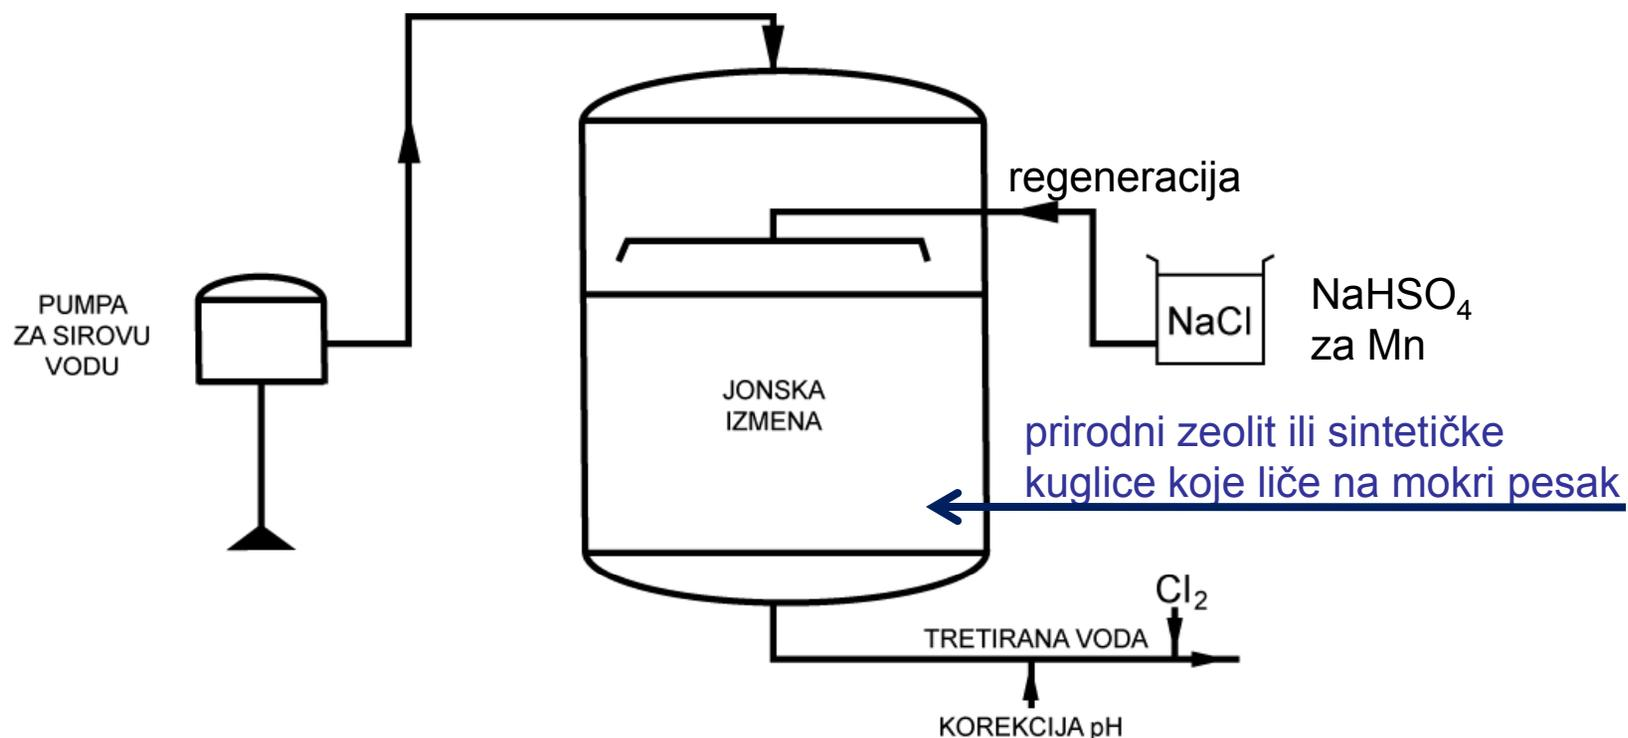 regeneracija
PUMPA
ZA SIROVU
VODU
NaCl
NaHSO₄
za Mn
JONSKA
IZMENA
prirodni zeolit ili sintetičke
kuglice koje liče na mokri pesak
Cl₂
TRETIRANA VODA
KOREKCIJA pH